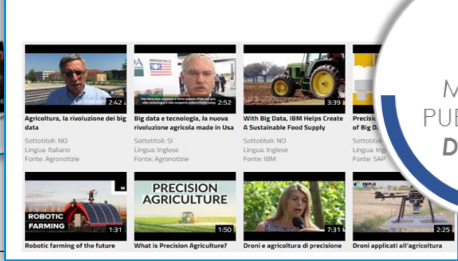 2:42
2:52
3:39
Agricoltura, la rivoluzione dei big
data
Sottotitoli: NO
Lingua: Italiano
Fonte: Agronotizie
Big data e tecnologia, la nuova
rivoluzione agricola made in Usa
Sottotitoli: SI
Lingua: Inglese
Fonte: Agronotizie
With Big Data, IBM Helps Create
A Sustainable Food Supply
Sottotitoli: NO
Lingua: Inglese
Fonte: IBM
of Big
Fonte: SAP
ROBOTIC
FARMING
1:31
PRECISION
AGRICULTURE
1:50
7:31
2:25
Robotic farming of the future
What is Precision Agriculture?
Droni e agricoltura di precisione
Droni applicati all'agricoltura